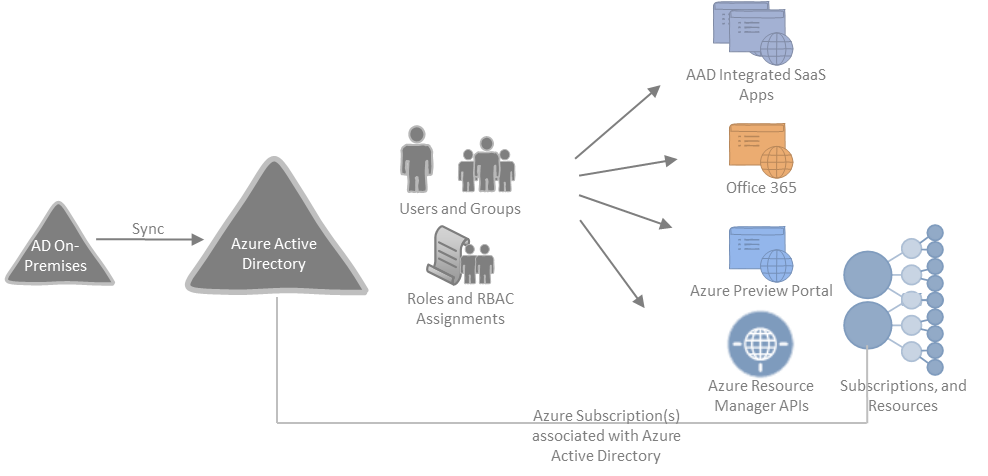 AD On-
Premises
Sync
Azure Active
Directory
Users and Groups
Roles and RBAC
Assignments
AAD Integrated SaaS
Apps
Office 365
Azure Preview Portal
Azure Resource
Manager APIs
Subscriptions, and
Resources
Azure Subscription(s)
associated with Azure
Active Directory